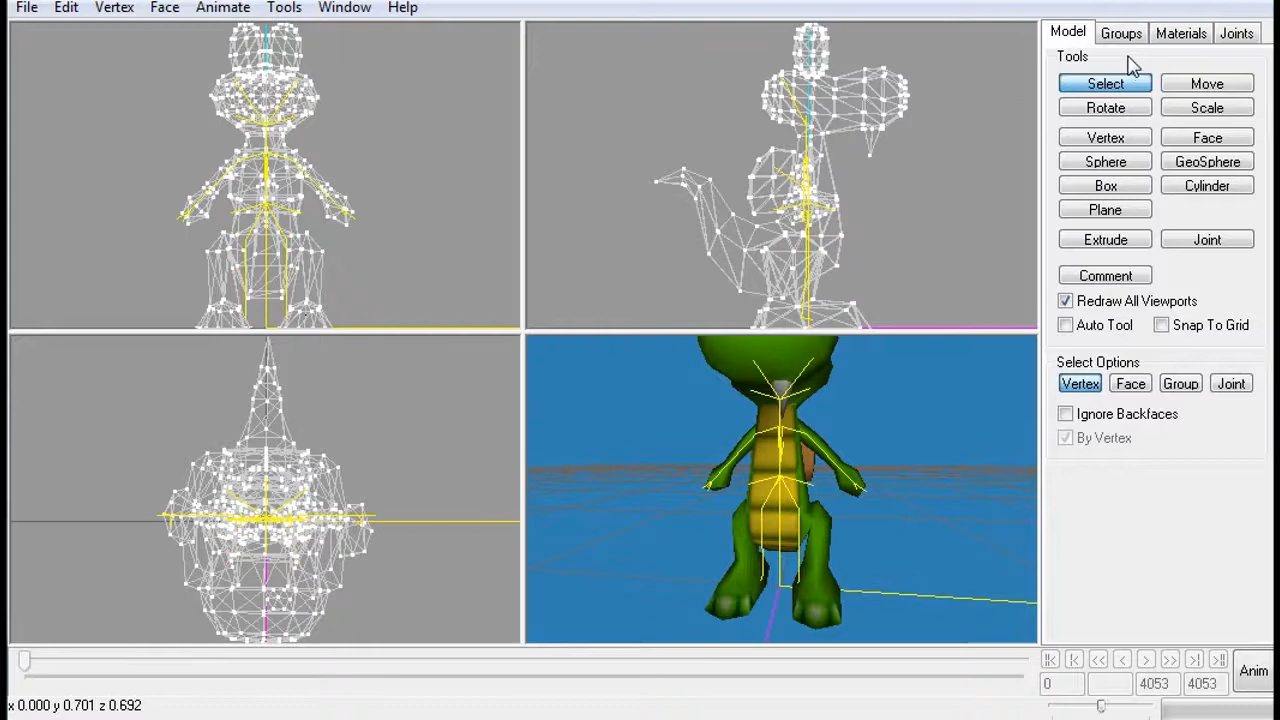 File Edit Vertex Face Animate Tools Window Help
Model Groups Materials Joints
Tools
Select Move
Rotate Scale
Vertex Face
Sphere GeoSphere
Box Cylinder
Plane
Extrude Joint
Comment
Redraw All Viewports
Auto Tool Snap To Grid
Select Options
Vertex Face Group Joint
Ignore Backfaces
By Vertex
|< |< << < > >> >| >||
Anim
0 4053 4053
x 0.000 y 0.701 z 0.692